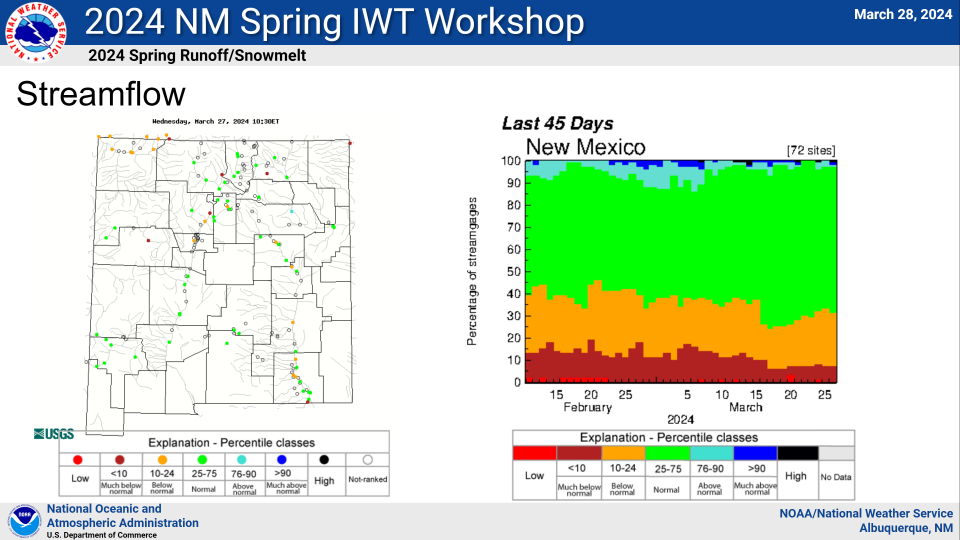 2024 NM Spring IWT Workshop
March 28, 2024
2024 Spring Runoff/Snowmelt
NATIONAL WEATHER SERVICE
Streamflow
Wednesday, March 27, 2024 10:30ET
USGS
Explanation - Percentile classes
Low <10 10-24 25-75 76-90 >90 High Not-ranked
Much below normal Below normal Normal Above normal Much above normal
Last 45 Days
New Mexico
[72 sites]
Percentage of streamgages
100
90
80
70
60
50
40
30
20
10
0
15 20 25 5 10 15 20 25
February March
2024
Explanation - Percentile classes
Low <10 10-24 25-75 76-90 >90 High No Data
Much below normal Below normal Normal Above normal Much above normal
NOAA
National Oceanic and
Atmospheric Administration
U.S. Department of Commerce
NOAA/National Weather Service
Albuquerque, NM